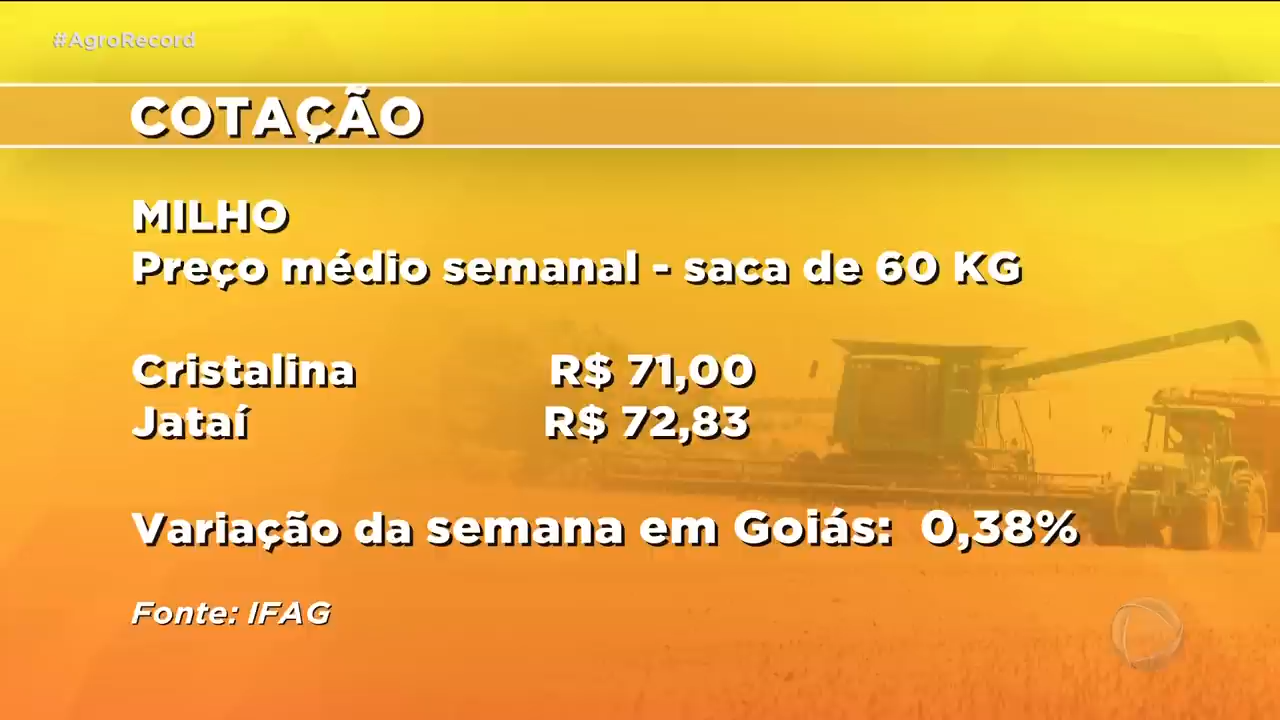 #AgroRecord
COTAÇÃO
MILHO
Preço médio semanal - saca de 60 KG
Cristalina R$ 71,00
Jataí R$ 72,83
Variação da semana em Goiás: 0,38%
Fonte: IFAG